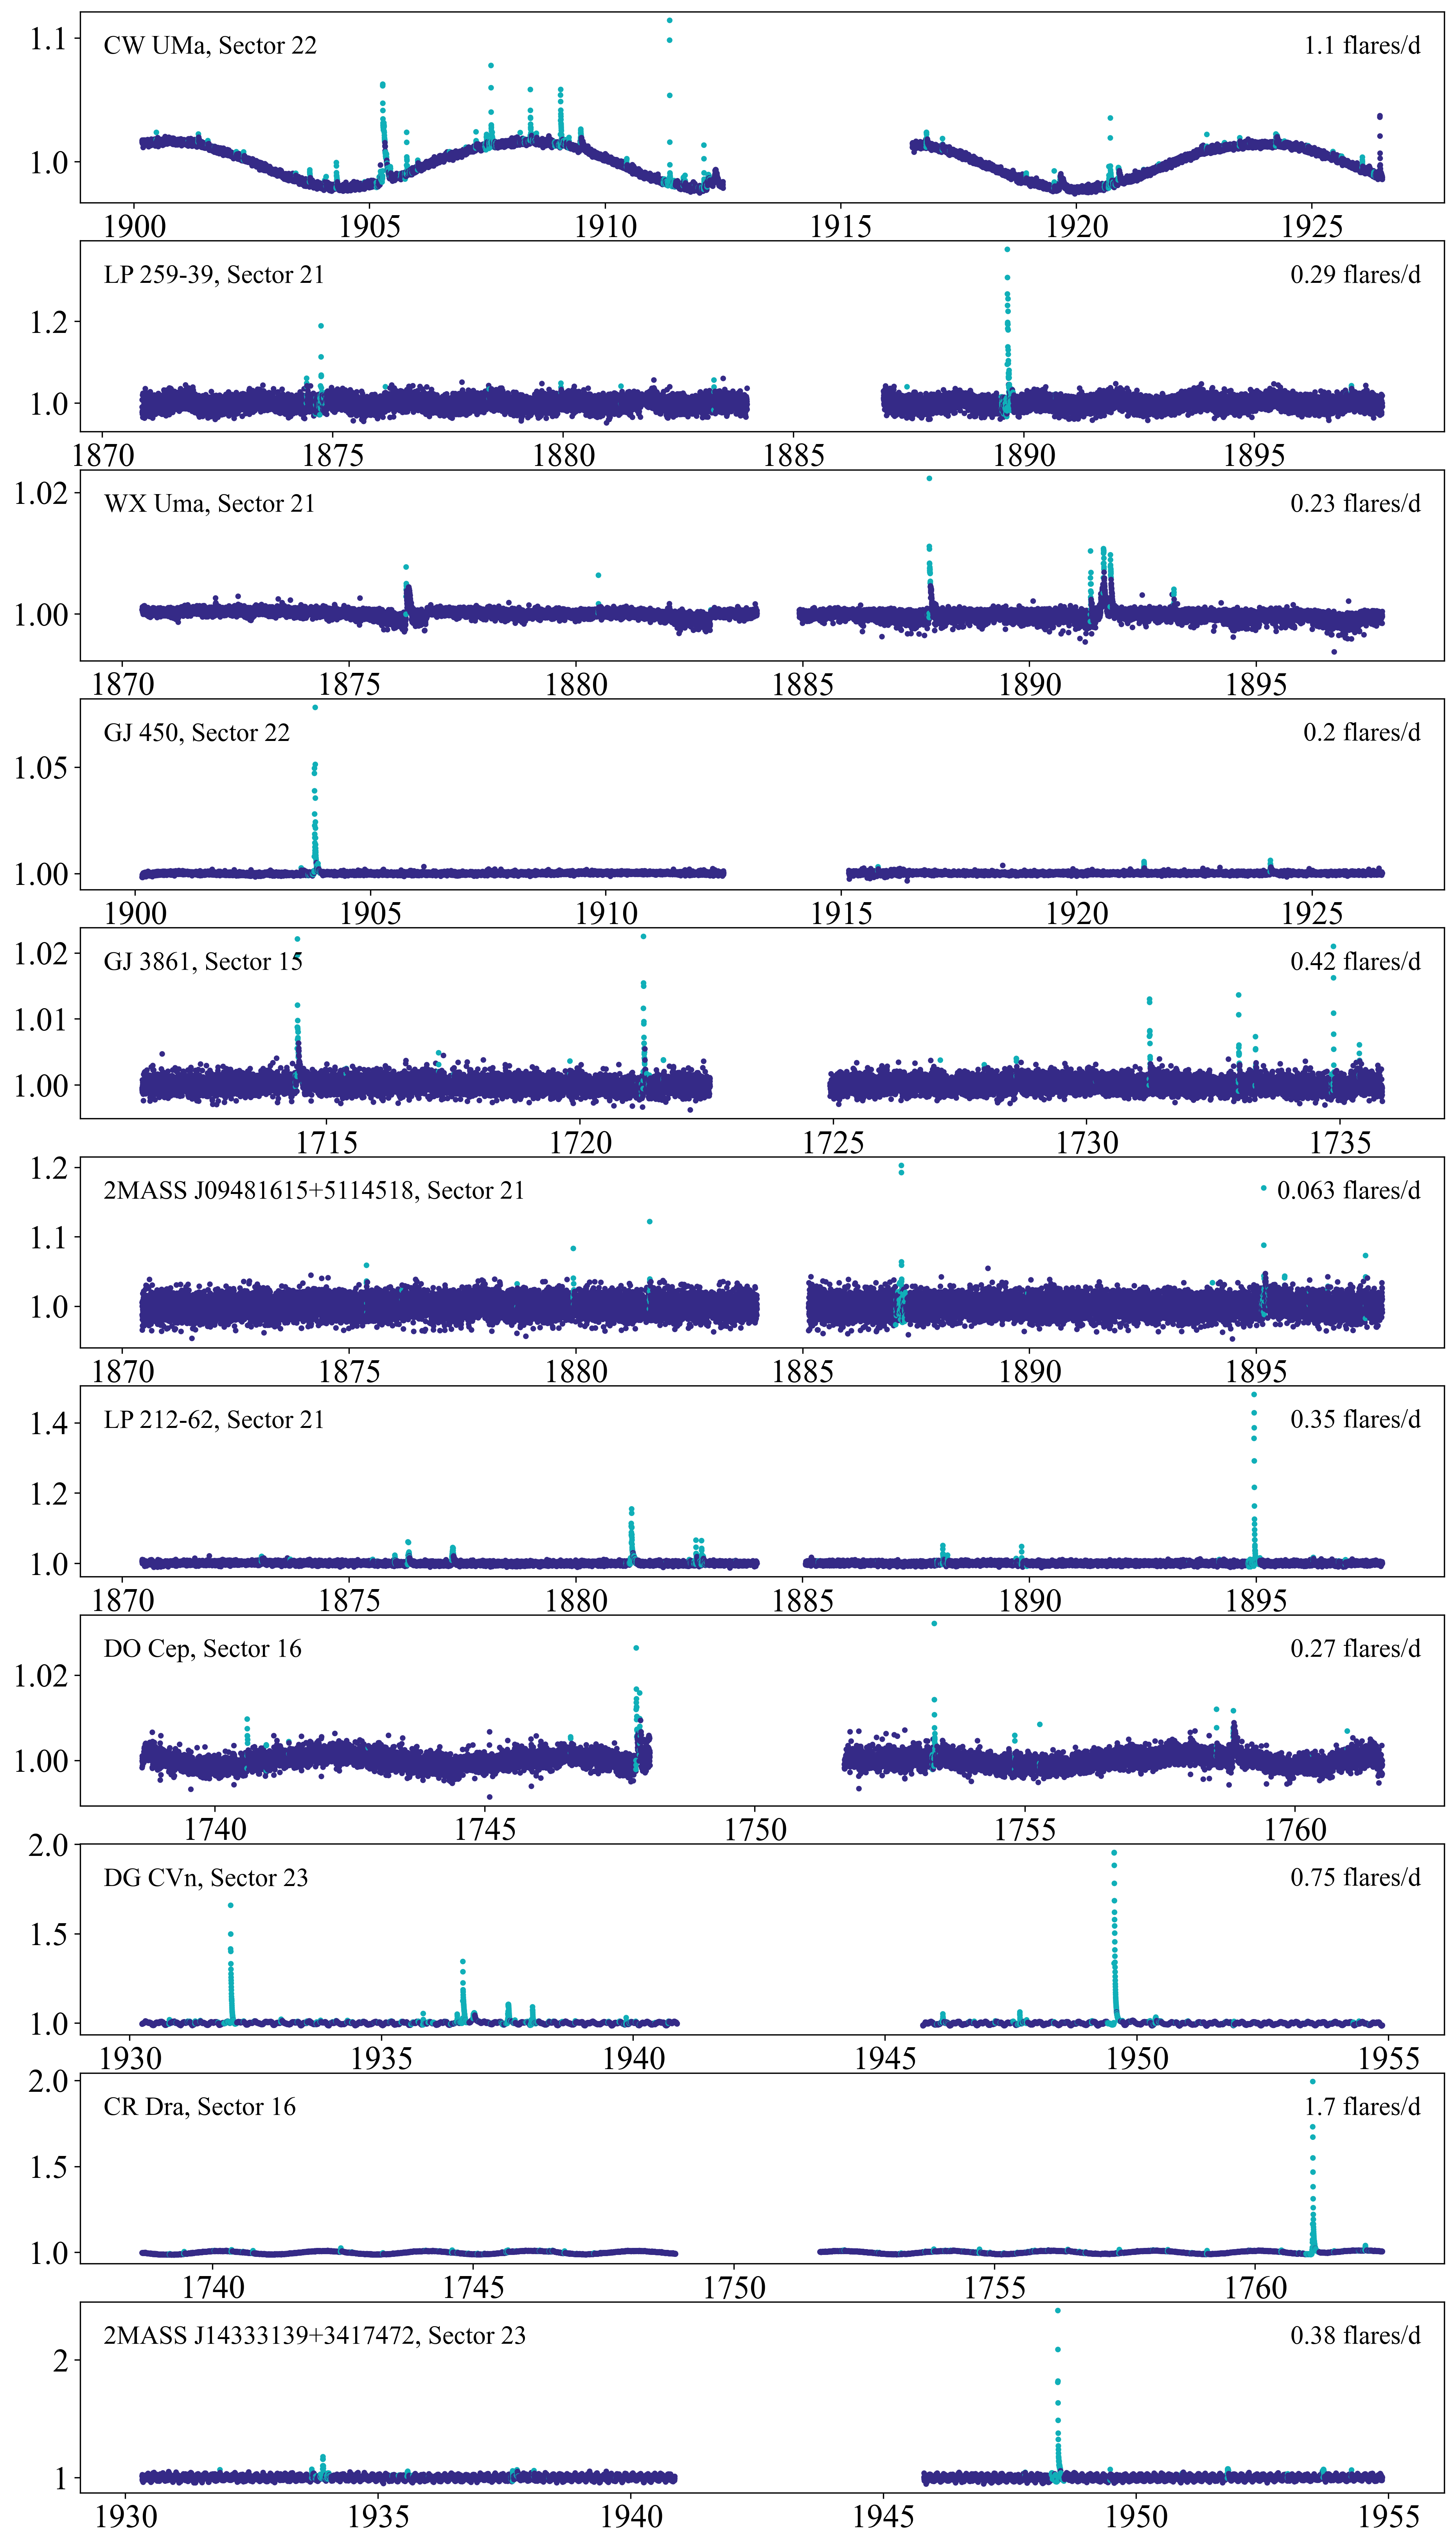 CW UMa, Sector 22 1.1 flares/d
1.1
1.0
1900 1905 1910 1915 1920 1925
LP 259-39, Sector 21 0.29 flares/d
1.2
1.0
1870 1875 1880 1885 1890 1895
WX Uma, Sector 21 0.23 flares/d
1.02
1.00
1870 1875 1880 1885 1890 1895
GJ 450, Sector 22 0.2 flares/d
1.05
1.00
1900 1905 1910 1915 1920 1925
GJ 3861, Sector 15 0.42 flares/d
1.02
1.01
1.00
1715 1720 1725 1730 1735
2MASS J09481615+5114518, Sector 21 0.063 flares/d
1.2
1.1
1.0
1870 1875 1880 1885 1890 1895
LP 212-62, Sector 21 0.35 flares/d
1.4
1.2
1.0
1870 1875 1880 1885 1890 1895
DO Cep, Sector 16 0.27 flares/d
1.02
1.00
1740 1745 1750 1755 1760
DG CVn, Sector 23 0.75 flares/d
2.0
1.5
1.0
1930 1935 1940 1945 1950 1955
CR Dra, Sector 16 1.7 flares/d
2.0
1.5
1.0
1740 1745 1750 1755 1760
2MASS J14333139+3417472, Sector 23 0.38 flares/d
2
1
1930 1935 1940 1945 1950 1955